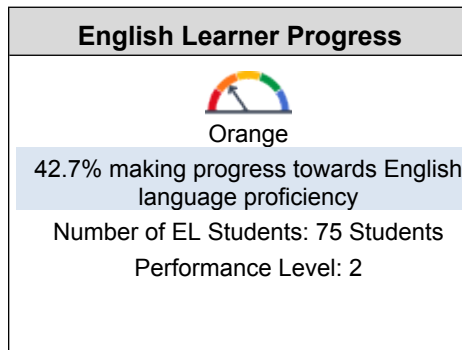 English Learner Progress
Orange
42.7% making progress towards English
language proficiency
Number of EL Students: 75 Students
Performance Level: 2